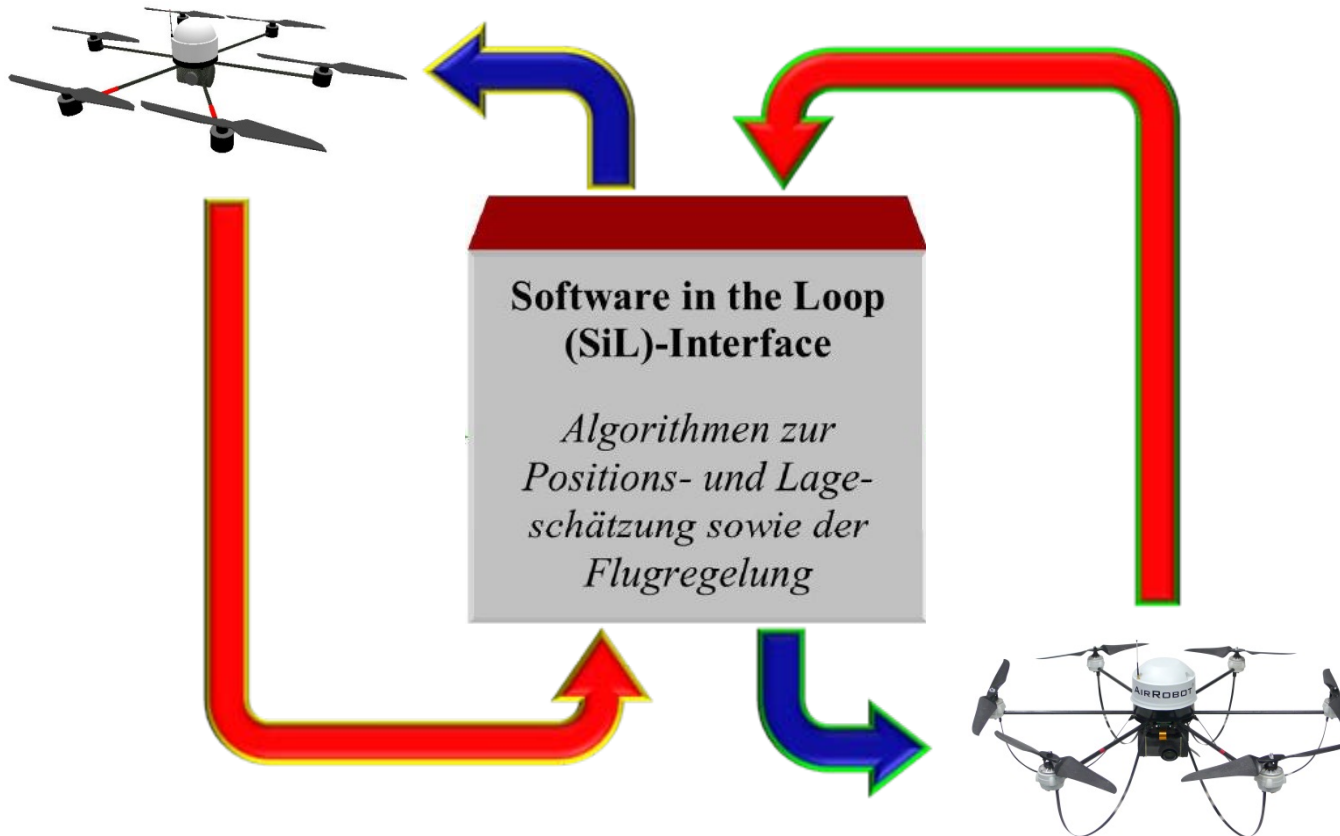 Software in the Loop
(SiL)-Interface
Algorithmen zur
Positions- und Lage-
schätzung sowie der
Flugregelung
AIRROBOT